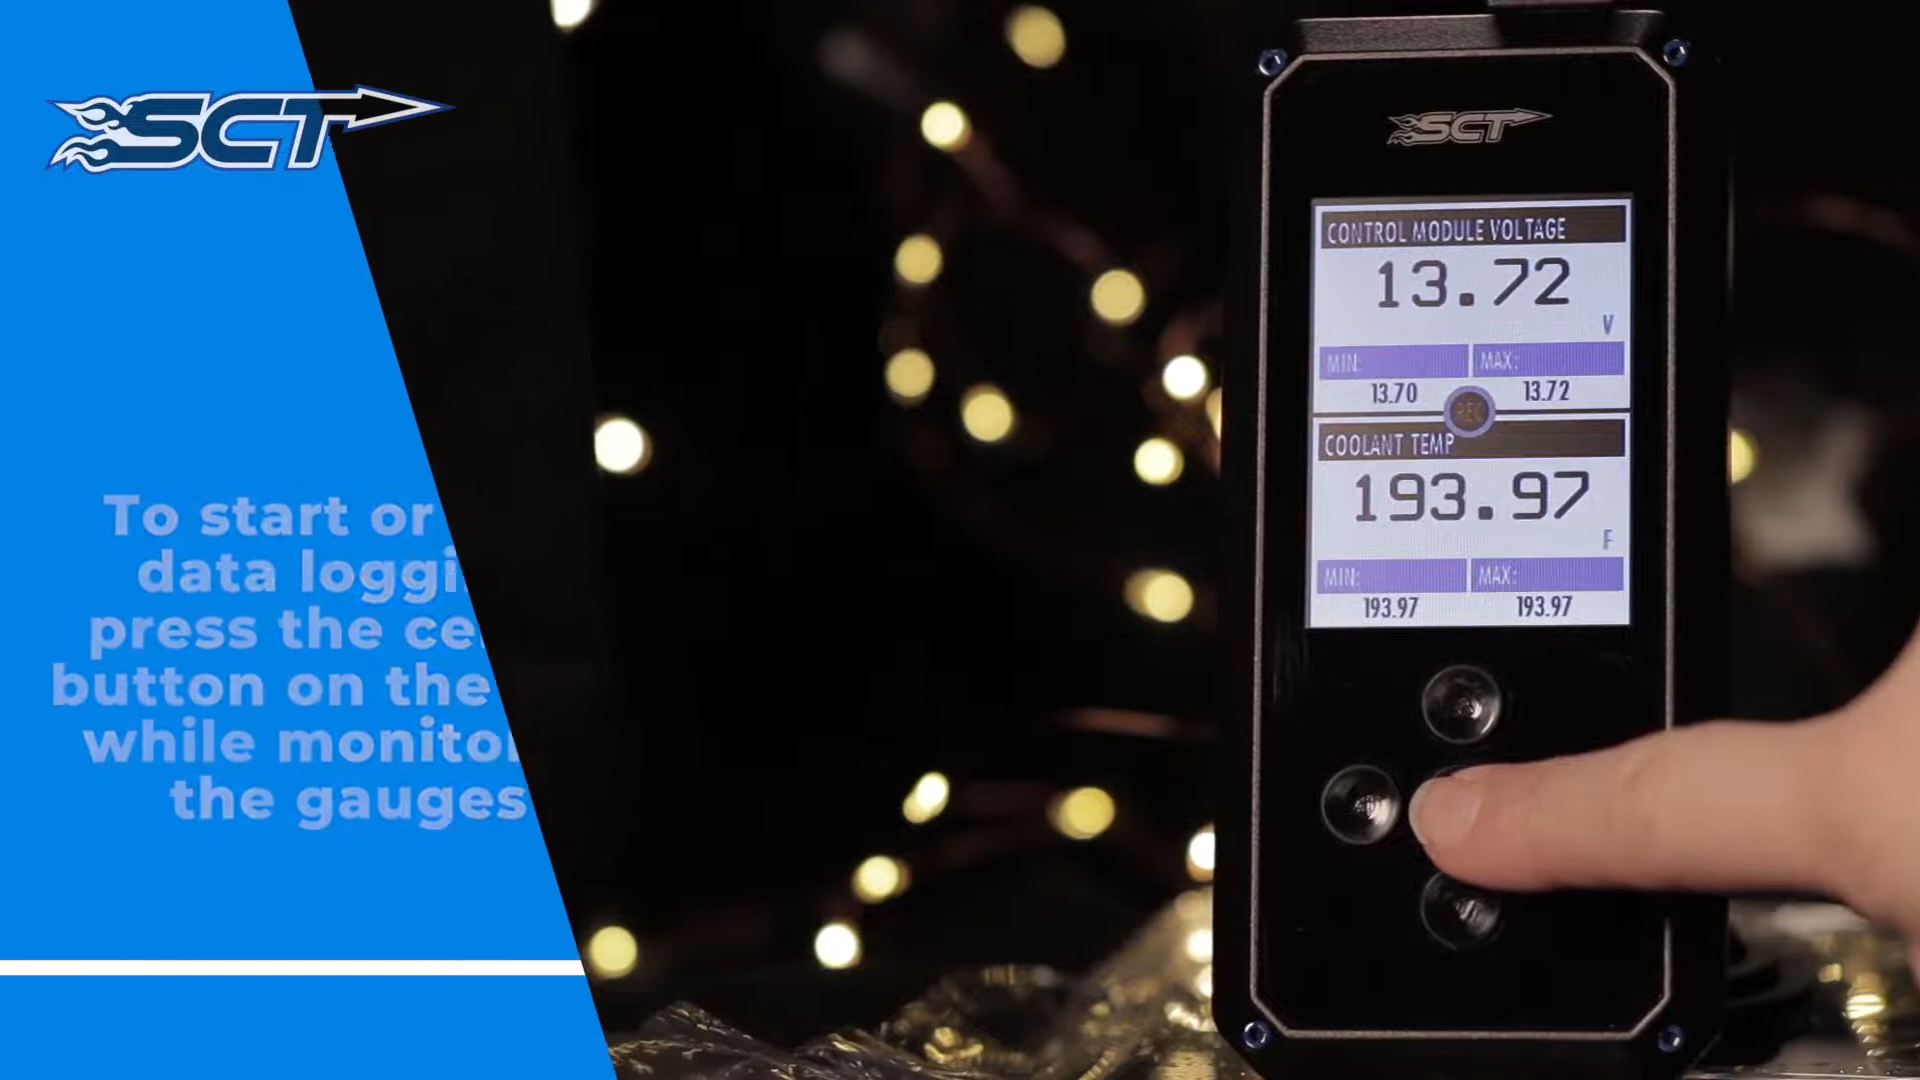 SCT
To start or
data loggi
press the ce
button on the
while monito
the gauges
SCT
CONTROL MODULE VOLTAGE
13.72
V
MIN: MAX:
13.70 13.72
REC
COOLANT TEMP
193.97
F
MIN: MAX:
193.97 193.97